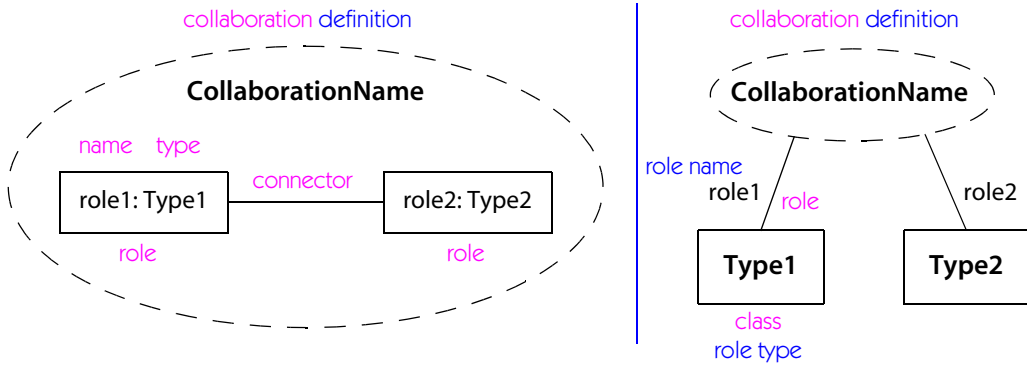 collaboration definition
CollaborationName
name type
role1: Type1
connector
role2: Type2
role
role
collaboration definition
CollaborationName
role name
role1
role
role2
Type1
Type2
class
role type